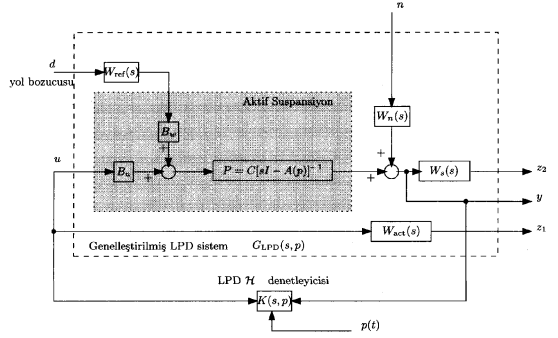 n
d
W_ref(s)
yol bozucusu
Aktif Suspansiyon
B_w
W_n(s)
+
+
u
B_u
+
P = C[sI − A(p)]^−1
+
W_s(s)
z_2
y
Genelleştirilmiş LPD sistem G_LPD(s, p)
W_act(s)
z_1
LPD H denetleyicisi
K(s, p)
p(t)